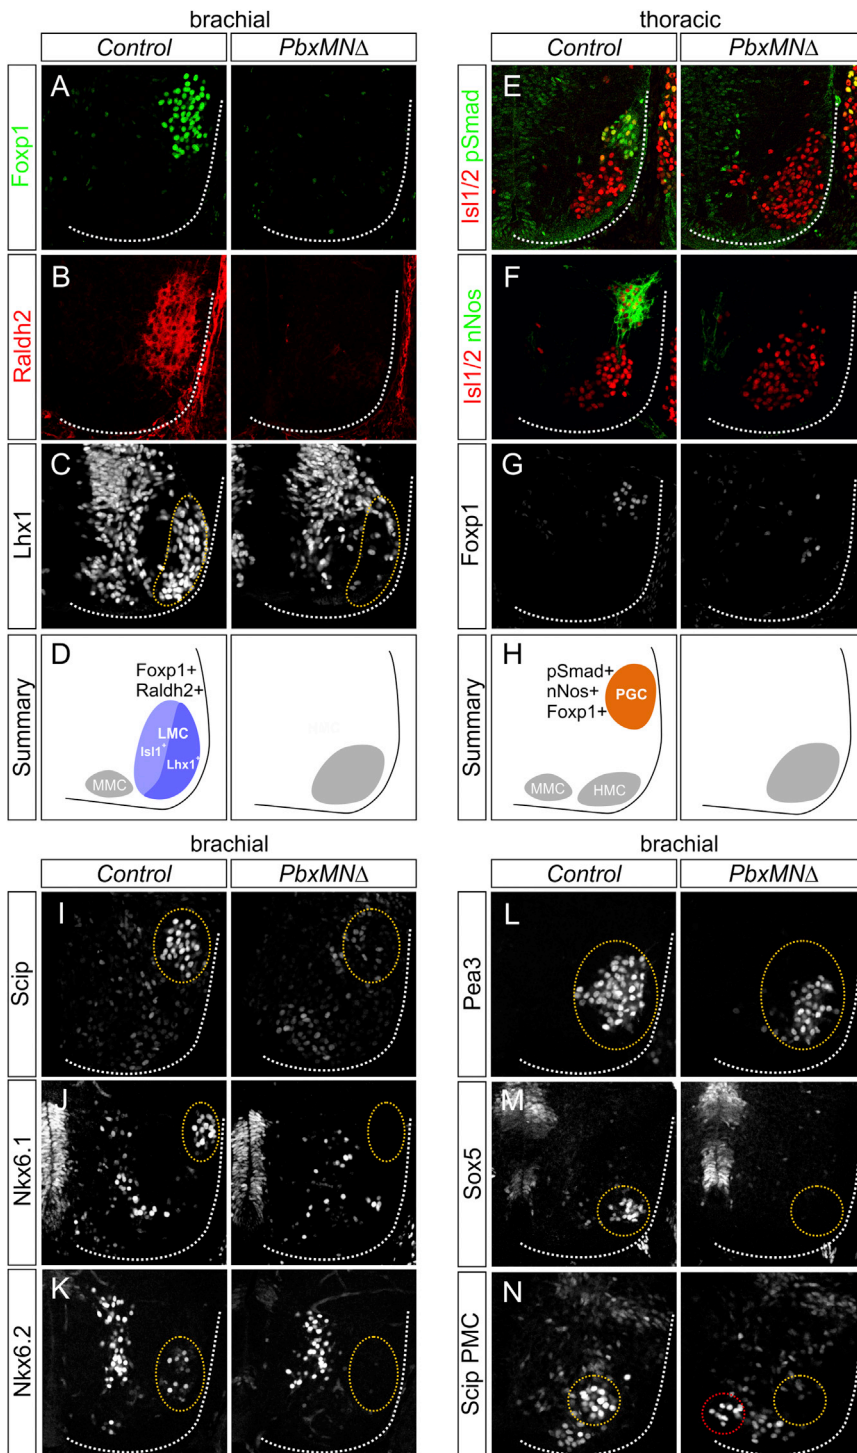 brachial
Control PbxMNΔ
A
Foxp1
B
Raldh2
C
Lhx1
D
Summary
Foxp1+
Raldh2+
LMC
Isl1+
Lhx1+
MMC
thoracic
Control PbxMNΔ
E
Isl1/2 pSmad
F
Isl1/2 nNos
G
Foxp1
H
Summary
pSmad+
nNos+
Foxp1+
PGC
MMC HMC
brachial
Control PbxMNΔ
I
Scip
J
Nkx6.1
K
Nkx6.2
brachial
Control PbxMNΔ
L
Pea3
M
Sox5
N
Scip PMC